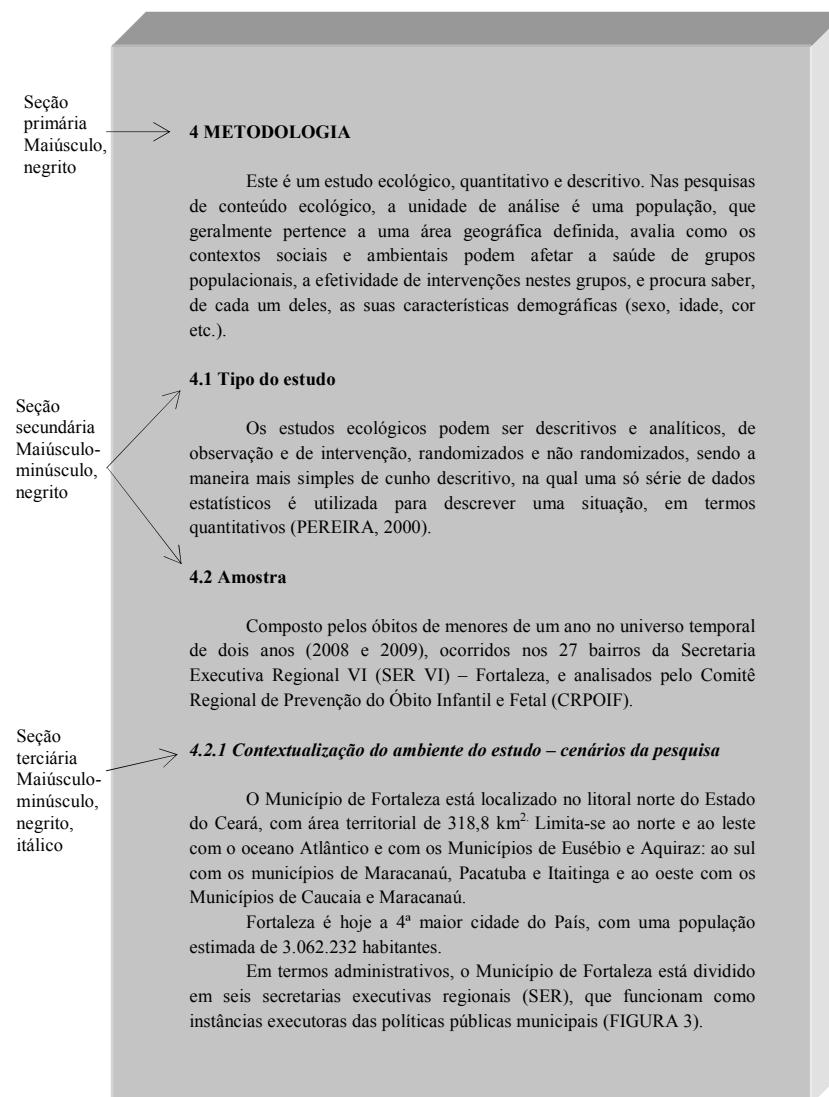 Seção
primária
Maiúsculo,
negrito
4 METODOLOGIA
Este é um estudo ecológico, quantitativo e descritivo. Nas pesquisas
de conteúdo ecológico, a unidade de análise é uma população, que
geralmente pertence a uma área geográfica definida, avalia como os
contextos sociais e ambientais podem afetar a saúde de grupos
populacionais, a efetividade de intervenções nestes grupos, e procura saber,
de cada um deles, as suas características demográficas (sexo, idade, cor
etc.).
Seção
secundária
Maiúsculo-
minúsculo,
negrito
4.1 Tipo do estudo
Os estudos ecológicos podem ser descritivos e analíticos, de
observação e de intervenção, randomizados e não randomizados, sendo a
maneira mais simples de cunho descritivo, na qual uma só série de dados
estatísticos é utilizada para descrever uma situação, em termos
quantitativos (PEREIRA, 2000).
4.2 Amostra
Composto pelos óbitos de menores de um ano no universo temporal
de dois anos (2008 e 2009), ocorridos nos 27 bairros da Secretaria
Executiva Regional VI (SER VI) – Fortaleza, e analisados pelo Comitê
Regional de Prevenção do Óbito Infantil e Fetal (CRPOIF).
Seção
terciária
Maiúsculo-
minúsculo,
negrito,
itálico
4.2.1 Contextualização do ambiente do estudo – cenários da pesquisa
O Município de Fortaleza está localizado no litoral norte do Estado
do Ceará, com área territorial de 318,8 km². Limita-se ao norte e ao leste
com o oceano Atlântico e com os Municípios de Eusébio e Aquiraz: ao sul
com os municípios de Maracanaú, Pacatuba e Itaitinga e ao oeste com os
Municípios de Caucaia e Maracanaú.
Fortaleza é hoje a 4ª maior cidade do País, com uma população
estimada de 3.062.232 habitantes.
Em termos administrativos, o Município de Fortaleza está dividido
em seis secretarias executivas regionais (SER), que funcionam como
instâncias executoras das políticas públicas municipais (FIGURA 3).